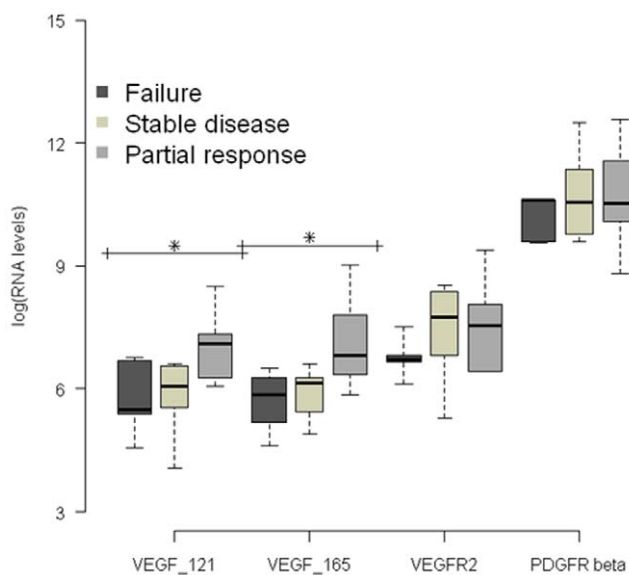 15
12
9
6
3
log(RNA levels)
Failure
Stable disease
Partial response
*
*
VEGF_121
VEGF_165
VEGFR2
PDGFR beta